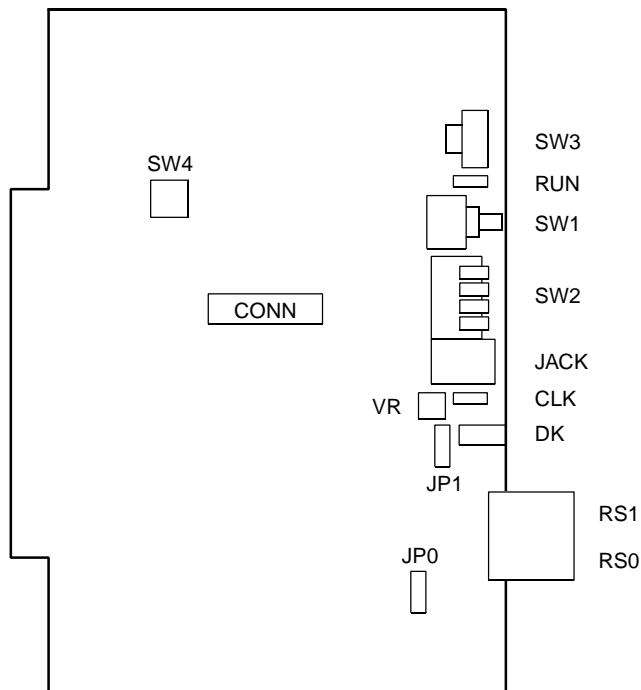 SW3
SW4
RUN
SW1
SW2
CONN
JACK
CLK
VR
DK
JP1
RS1
JP0
RS0